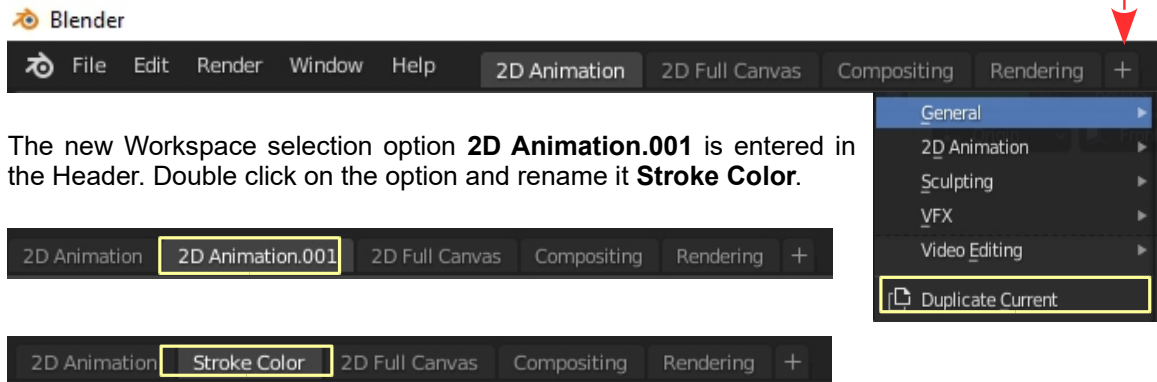 Blender
File Edit Render Window Help 2D Animation 2D Full Canvas Compositing Rendering +
General
2D Animation
Sculpting
VFX
Video Editing
Duplicate Current
The new Workspace selection option 2D Animation.001 is entered in
the Header. Double click on the option and rename it Stroke Color.
2D Animation 2D Animation.001 2D Full Canvas Compositing Rendering +
2D Animation Stroke Color 2D Full Canvas Compositing Rendering +